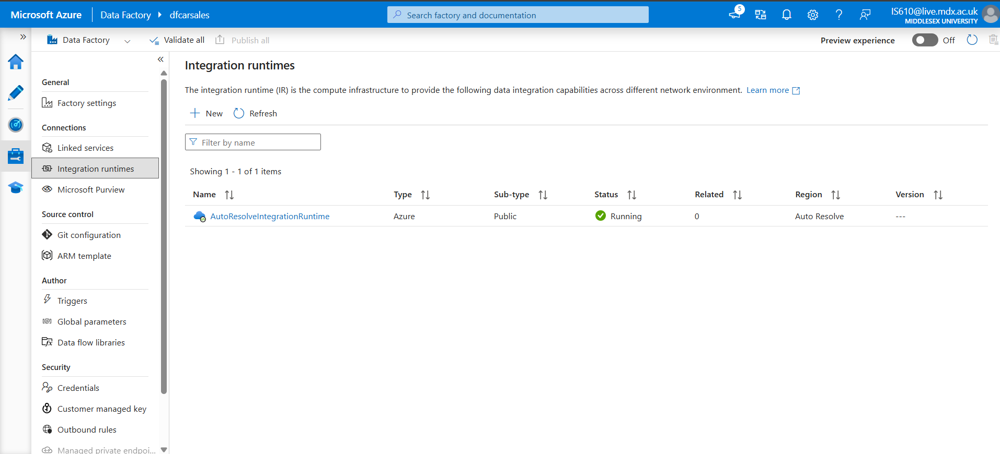 Microsoft Azure
Data Factory
dfcarsales
Search factory and documentation
5
IS610@live.mdx.ac.uk
MIDDLESEX UNIVERSITY
Data Factory
Validate all
Publish all
Preview experience
Off
General
Factory settings
Connections
Linked services
Integration runtimes
Microsoft Purview
Source control
Git configuration
ARM template
Author
Triggers
Global parameters
Data flow libraries
Security
Credentials
Customer managed key
Outbound rules
Managed private endpoi...
Integration runtimes
The integration runtime (IR) is the compute infrastructure to provide the following data integration capabilities across different network environment. Learn more
New
Refresh
Filter by name
Showing 1 - 1 of 1 items
Name Type Sub-type Status Related Region Version
AutoResolveIntegrationRuntime Azure Public Running 0 Auto Resolve ---